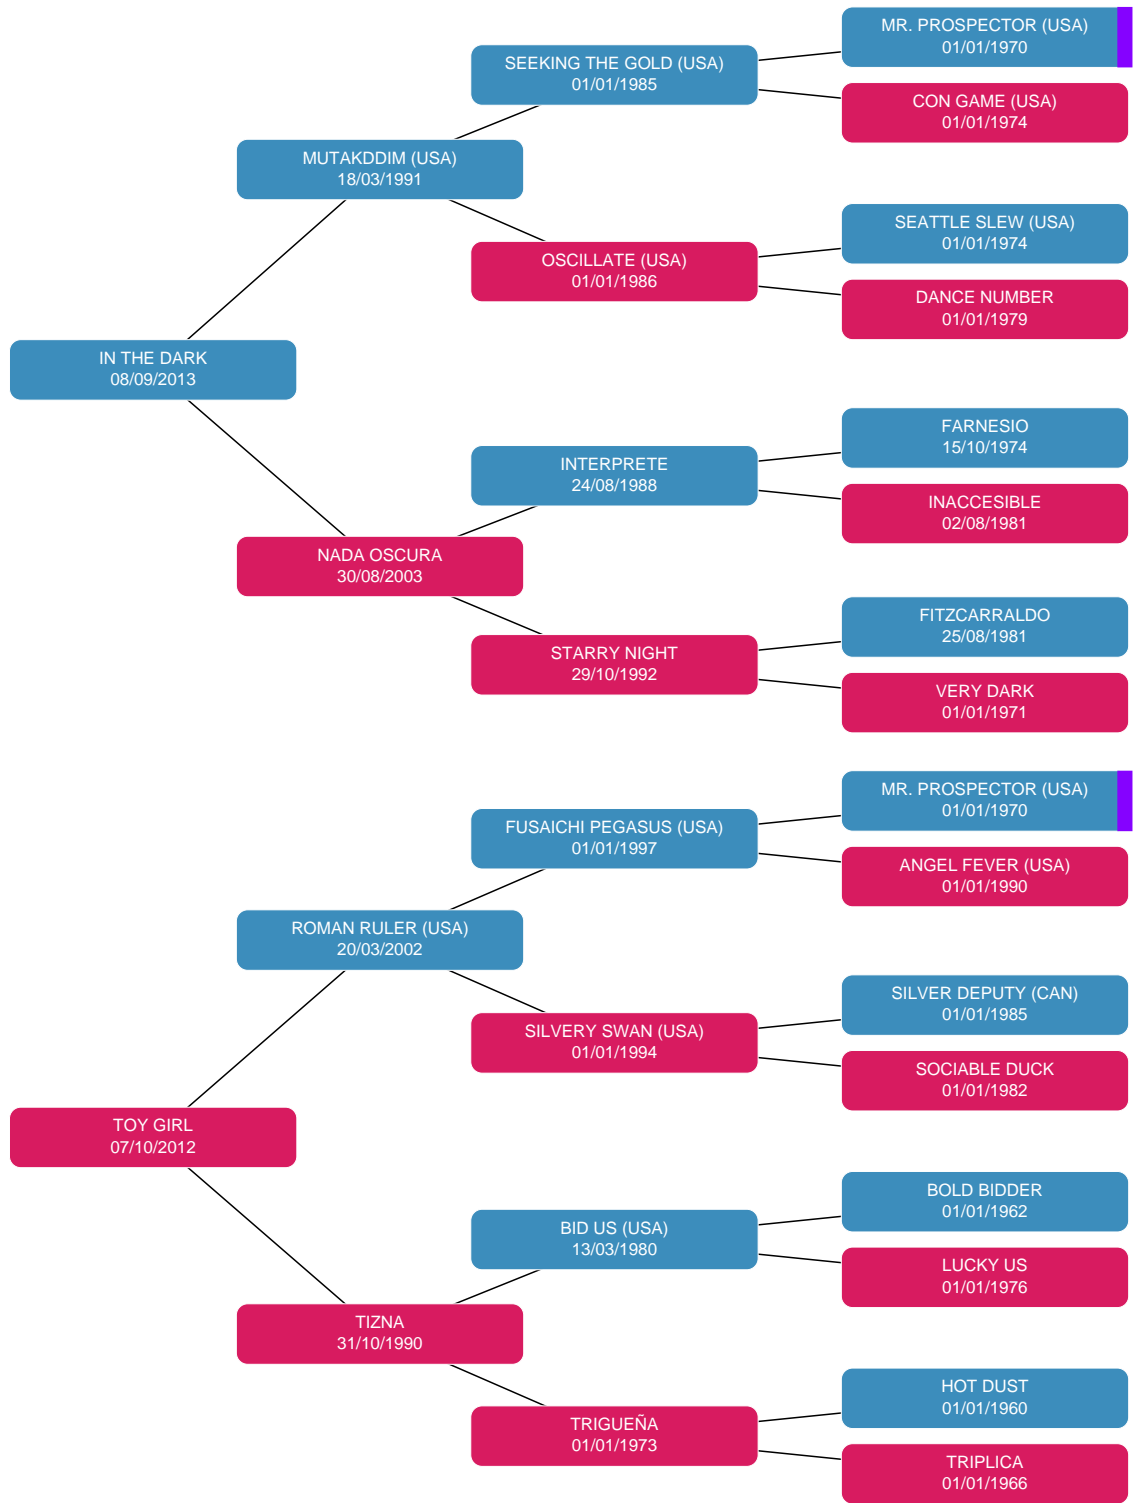 MR. PROSPECTOR (USA)
01/01/1970
SEEKING THE GOLD (USA)
01/01/1985
CON GAME (USA)
01/01/1974
MUTAKDDIM (USA)
18/03/1991
SEATTLE SLEW (USA)
01/01/1974
OSCILLATE (USA)
01/01/1986
DANCE NUMBER
01/01/1979
IN THE DARK
08/09/2013
FARNESIO
15/10/1974
INTERPRETE
24/08/1988
INACCESIBLE
02/08/1981
NADA OSCURA
30/08/2003
FITZCARRALDO
25/08/1981
STARRY NIGHT
29/10/1992
VERY DARK
01/01/1971
MR. PROSPECTOR (USA)
01/01/1970
FUSAICHI PEGASUS (USA)
01/01/1997
ANGEL FEVER (USA)
01/01/1990
ROMAN RULER (USA)
20/03/2002
SILVER DEPUTY (CAN)
01/01/1985
SILVERY SWAN (USA)
01/01/1994
SOCIABLE DUCK
01/01/1982
TOY GIRL
07/10/2012
BOLD BIDDER
01/01/1962
BID US (USA)
13/03/1980
LUCKY US
01/01/1976
TIZNA
31/10/1990
HOT DUST
01/01/1960
TRIGUEÑA
01/01/1973
TRIPLICA
01/01/1966